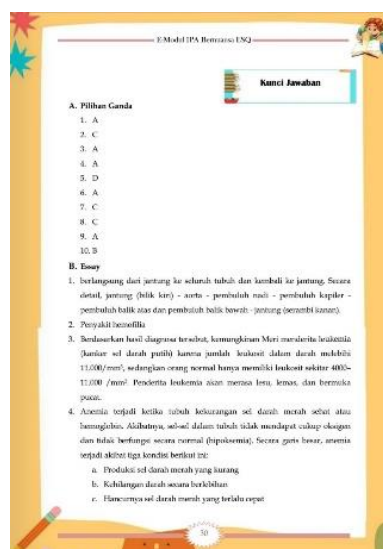 E-Modul IPA Bernuansa ESQ
Kunci Jawaban
A. Pilihan Ganda
1. A
2. C
3. A
4. A
5. D
6. A
7. C
8. C
9. A
10. B
B. Essay
1. berlangsung dari jantung ke seluruh tubuh dan kembali ke jantung. Secara
detail, jantung (bilik kiri) - aorta - pembuluh nadi - pembuluh kapiler -
pembuluh balik atas dan pembuluh balik bawah - jantung (serambi kanan).
2. Penyakit hemofilia
3. Berdasarkan hasil diagnosa tersebut, kemungkinan Meri menderita leukemia
(kanker sel darah putih) karena jumlah leukosit dalam darah melebihi
11.000/mm³, sedangkan orang normal hanya memiliki leukosit sekitar 4000-
11.000 /mm³. Penderita leukemia akan merasa lesu, lemas, dan bermuka
pucat.
4. Anemia terjadi ketika tubuh kekurangan sel darah merah sehat atau
hemoglobin. Akibatnya, sel-sel dalam tubuh tidak mendapat cukup oksigen
dan tidak berfungsi secara normal (hipoksemia). Secara garis besar, anemia
terjadi akibat tiga kondisi berikut ini:
a. Produksi sel darah merah yang kurang
b. Kehilangan darah secara berlebihan
c. Hancurnya sel darah merah yang terlalu cepat
50